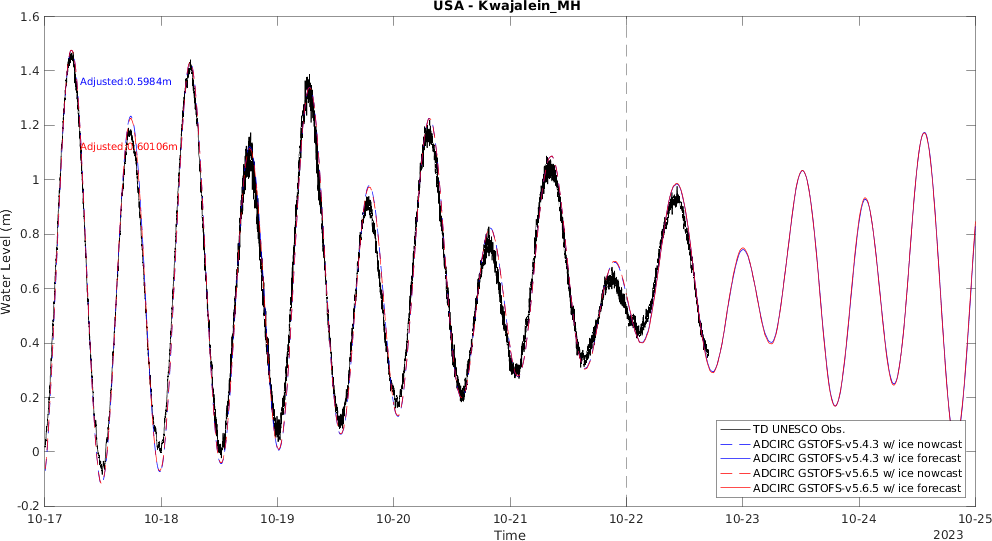 USA - Kwajalein_MH
1.6
1.4
1.2
1
0.8
0.6
0.4
0.2
0
-0.2
Water Level (m)
Adjusted:0.5984m
Adjusted:0.60106m
TD UNESCO Obs.
ADCIRC GSTOFS-v5.4.3 w/ ice nowcast
ADCIRC GSTOFS-v5.4.3 w/ ice forecast
ADCIRC GSTOFS-v5.6.5 w/ ice nowcast
ADCIRC GSTOFS-v5.6.5 w/ ice forecast
10-17 10-18 10-19 10-20 10-21 10-22 10-23 10-24 10-25
Time
2023